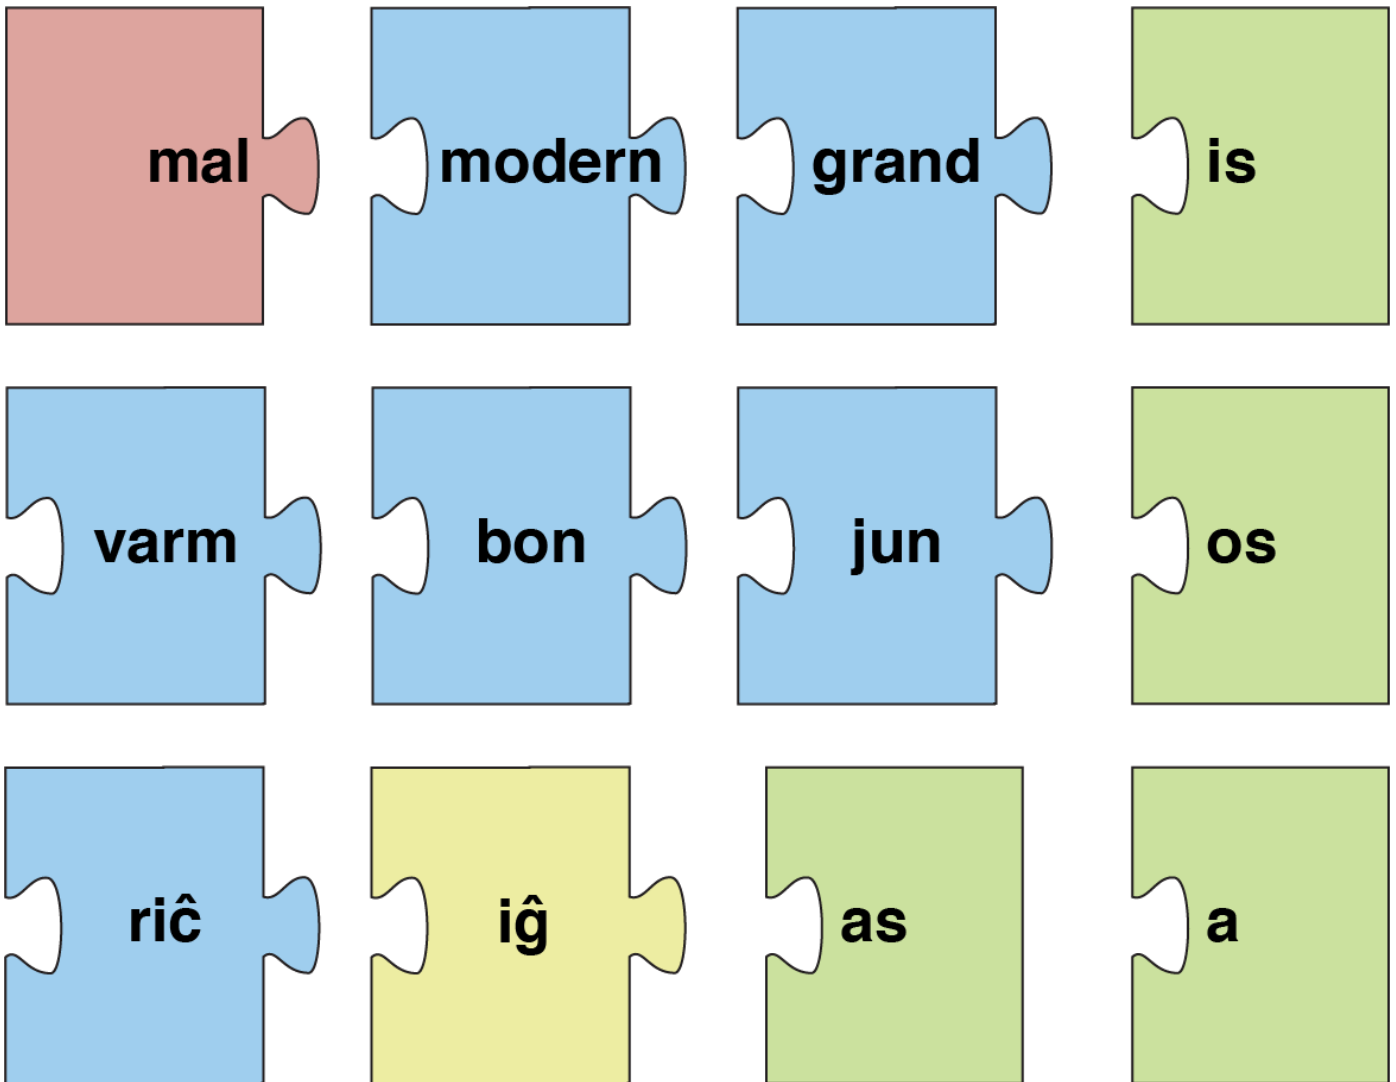 mal modern grand is
varm bon jun os
riĉ iĝ as a